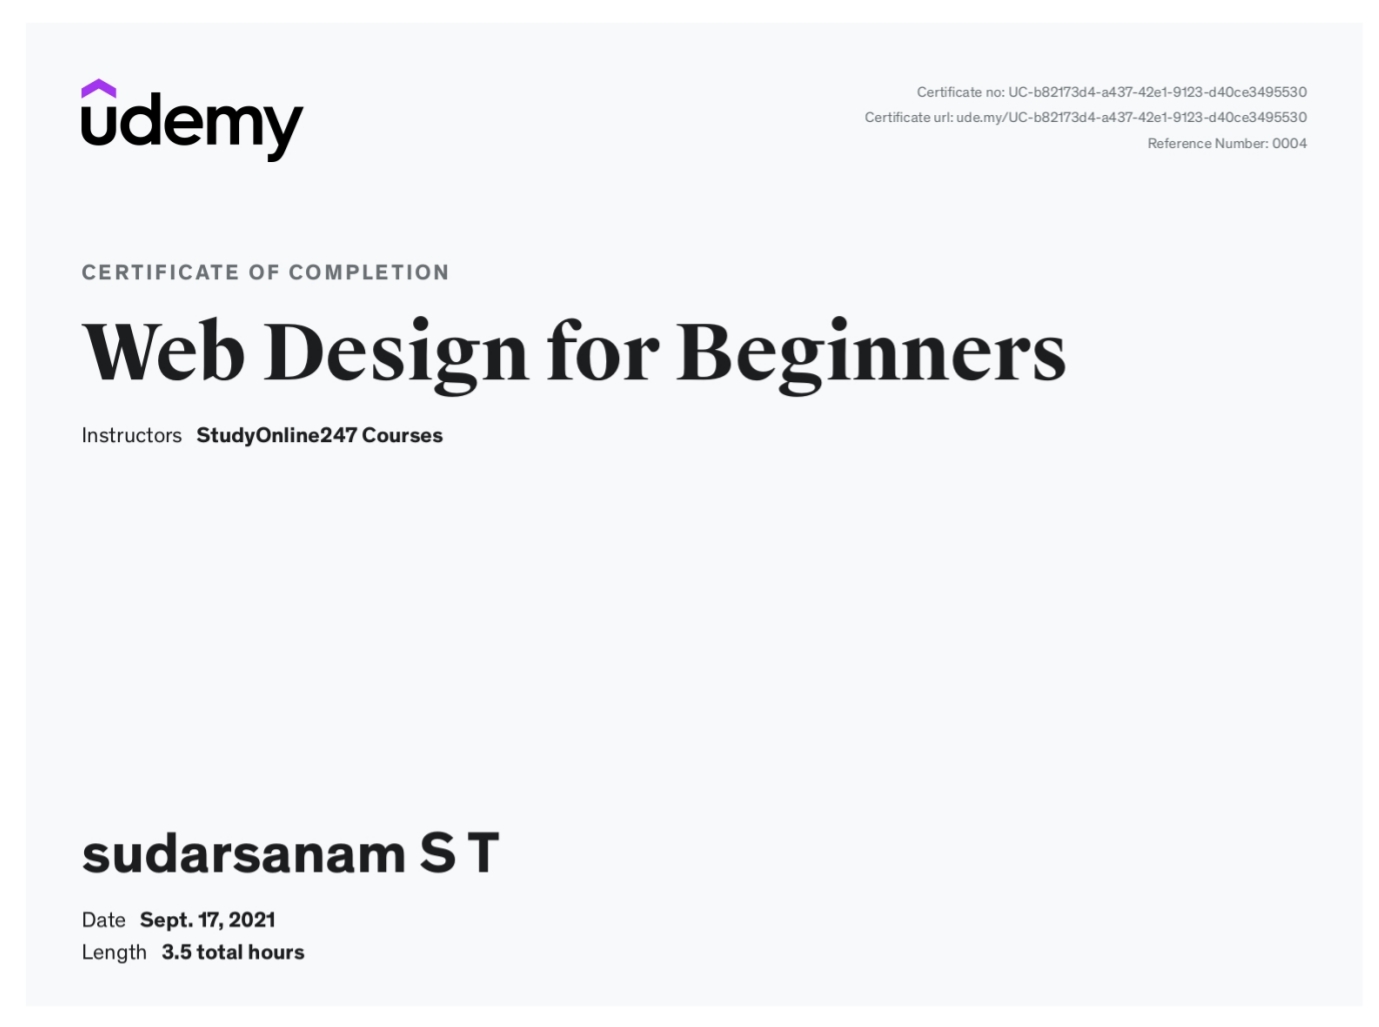 udemy
Certificate no: UC-b82173d4-a437-42e1-9123-d40ce3495530
Certificate url: ude.my/UC-b82173d4-a437-42e1-9123-d40ce3495530
Reference Number: 0004
CERTIFICATE OF COMPLETION
Web Design for Beginners
Instructors StudyOnline247 Courses
sudarsanam S T
Date Sept. 17, 2021
Length 3.5 total hours